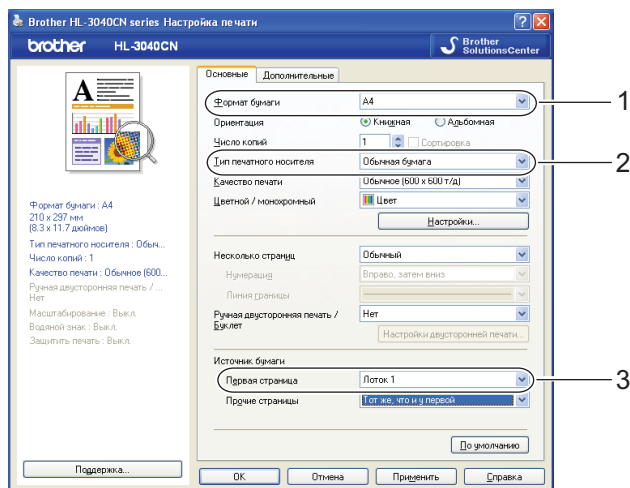 Brother HL-3040CN series Настройка печати
brother HL-3040CN Brother SolutionsCenter
Основные Дополнительные
Формат бумаги A4 1
Ориентация Книжная Альбомная
Число копий 1 Сортировка
Тип печатного носителя Обычная бумага 2
Качество печати Обычное (600 x 600 т/д)
Цветной / монохромный Цвет
Настройки...
Несколько страниц Обычный
Нумерация Вправо, затем вниз
Линия границы
Ручная двусторонняя печать / Буклет Нет
Настройки двусторонней печати...
Источник бумаги
Первая страница Лоток 1 3
Прочие страницы Тот же, что и у первой
По умолчанию
A
Формат бумаги : A4
210 x 297 мм
(8.3 x 11.7 дюймов)
Тип печатного носителя : Обыч...
Число копий : 1
Качество печати : Обычное (600...
Ручная двусторонняя печать / ...
Нет
Масштабирование : Выкл.
Водяной знак : Выкл.
Защитить печать : Выкл.
Поддержка...
OK Отмена Применить Справка